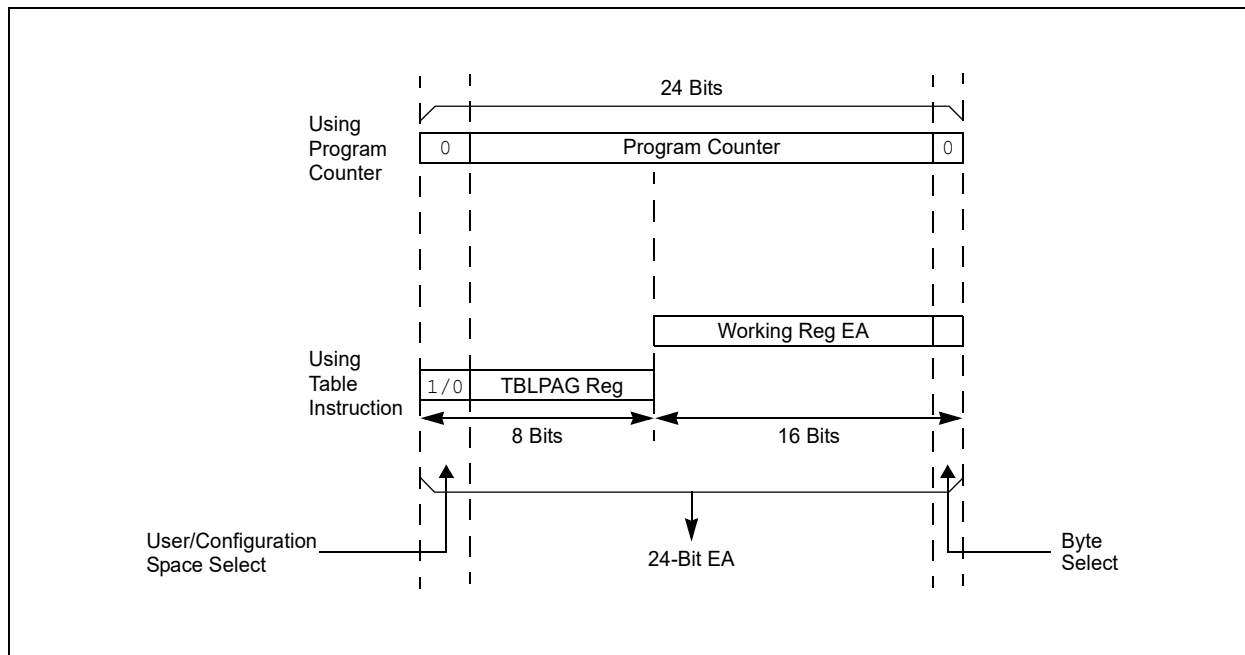 24 Bits
Using
Program
Counter
0
Program Counter
0
Working Reg EA
Using
Table
Instruction
1/0
TBLPAG Reg
8 Bits
16 Bits
User/Configuration
Space Select
24-Bit EA
Byte
Select